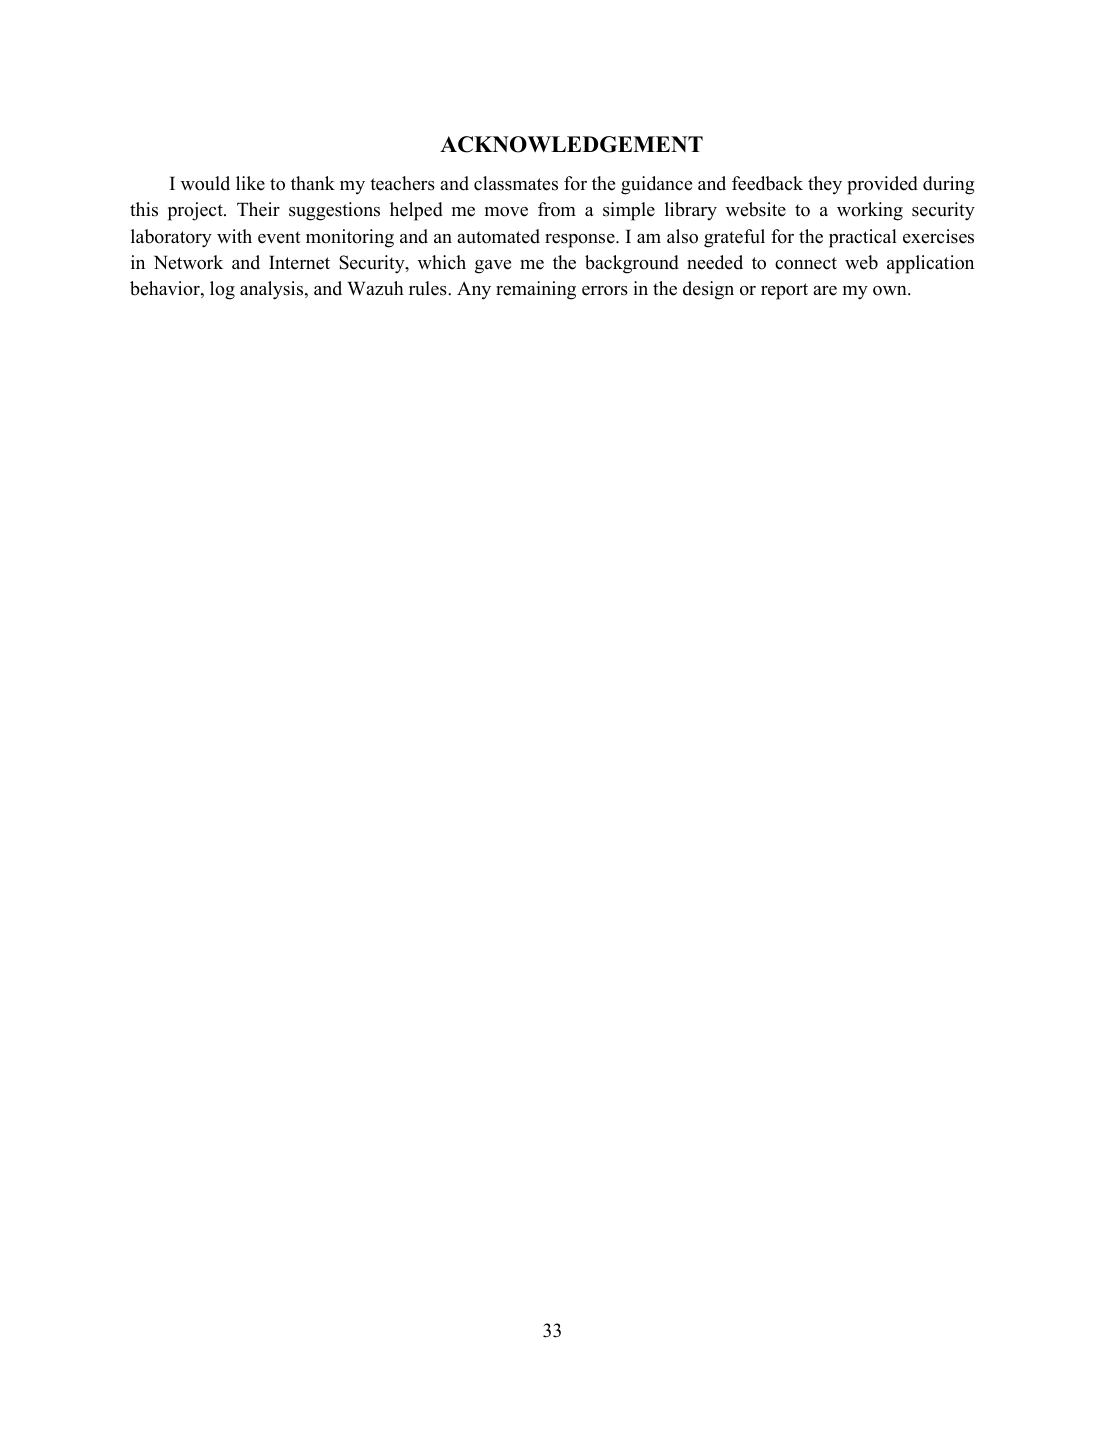 ACKNOWLEDGEMENT
I would like to thank my teachers and classmates for the guidance and feedback they provided during
this project. Their suggestions helped me move from a simple library website to a working security
laboratory with event monitoring and an automated response. I am also grateful for the practical exercises
in Network and Internet Security, which gave me the background needed to connect web application
behavior, log analysis, and Wazuh rules. Any remaining errors in the design or report are my own.
33